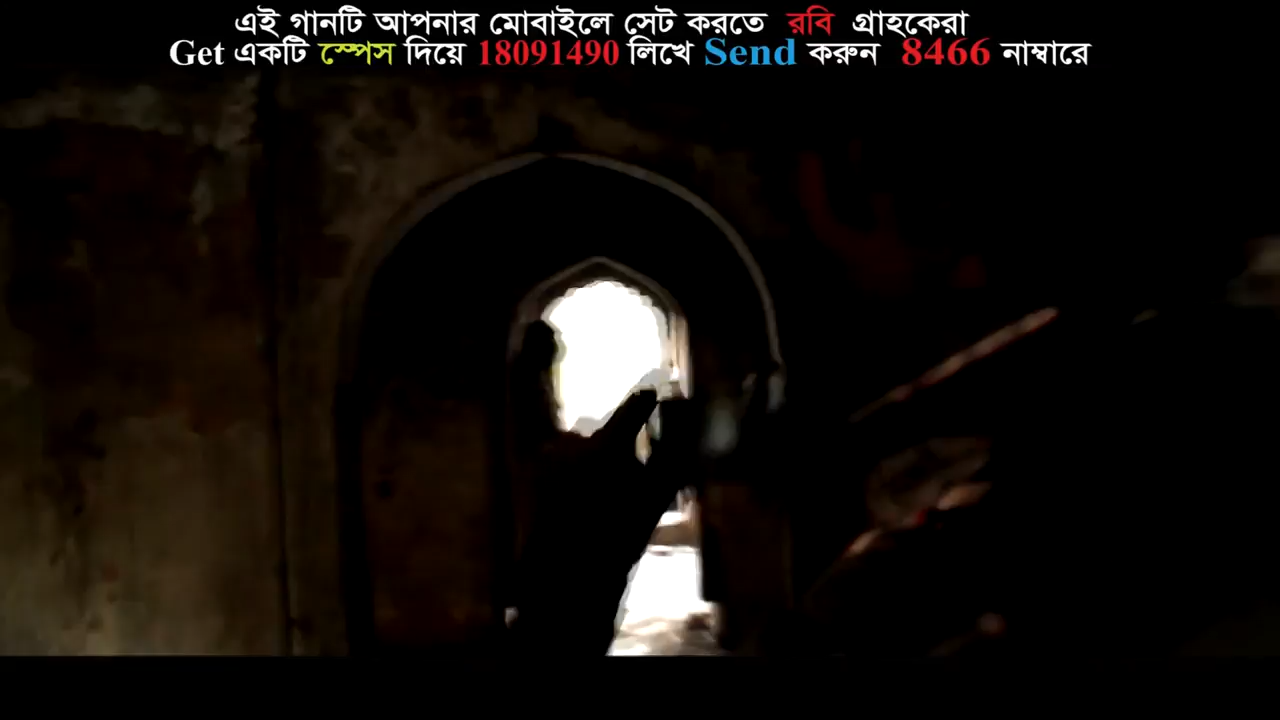 এই গানটি আপনার মোবাইলে সেট করতে রবি গ্রাহকেরা
Get একটি স্পেস দিয়ে 18091490 লিখে Send করুন 8466 নাম্বারে